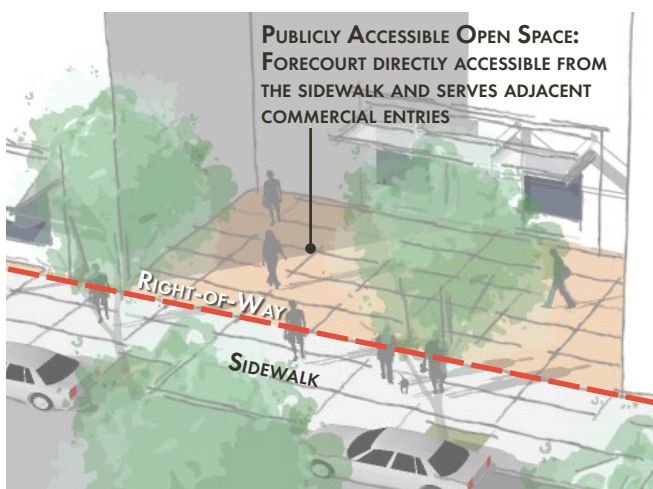 Publicly Accessible Open Space:
Forecourt directly accessible from
the sidewalk and serves adjacent
commercial entries
Right-of-Way
Sidewalk